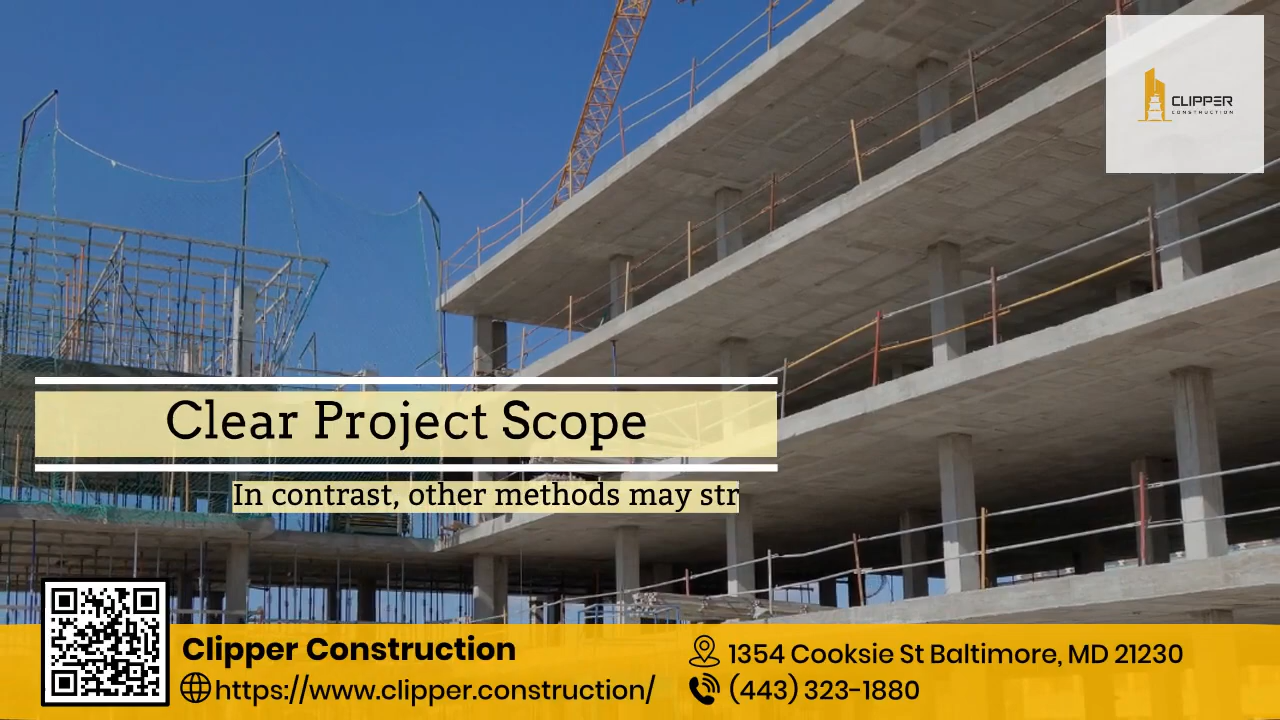 CLIPPER
CONSTRUCTION
Clear Project Scope
In contrast, other methods may str
Clipper Construction
https://www.clipper.construction/
1354 Cooksie St Baltimore, MD 21230
(443) 323-1880